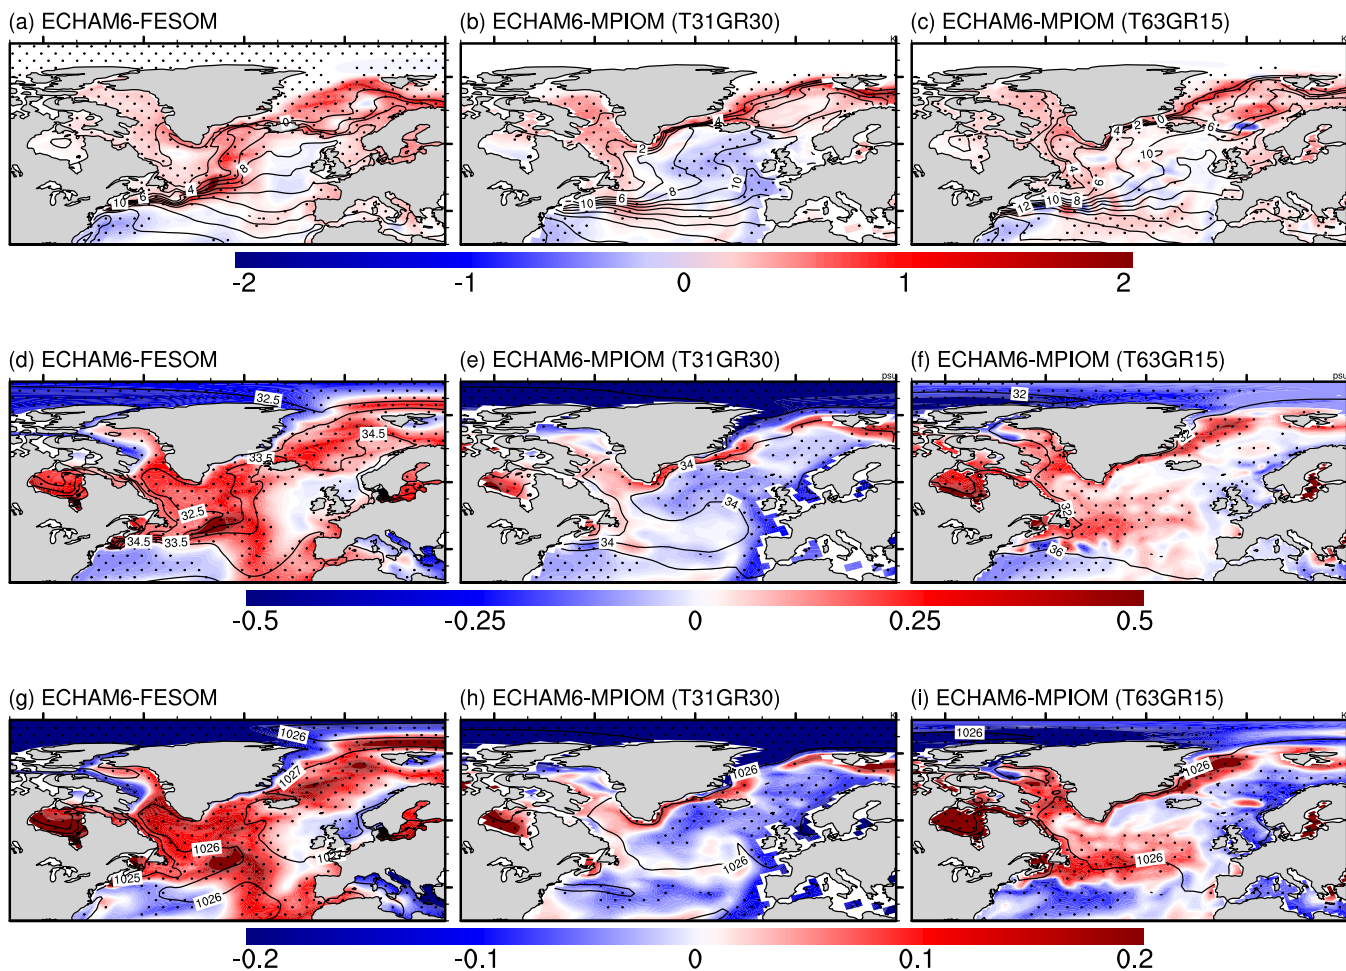 (a) ECHAM6-FESOM
(b) ECHAM6-MPIOM (T31GR30)
(c) ECHAM6-MPIOM (T63GR15)
K
K
0
8
4
6
10
4
2
8
10
6
10
4
2
0
6
10
4
6
8
10
12
-2 -1 0 1 2
(d) ECHAM6-FESOM
(e) ECHAM6-MPIOM (T31GR30)
(f) ECHAM6-MPIOM (T63GR15)
psu
psu
32.5
34.5
33.5
32.5
34.5
33.5
34
34
34
32
32
32
36
-0.5 -0.25 0 0.25 0.5
(g) ECHAM6-FESOM
(h) ECHAM6-MPIOM (T31GR30)
(i) ECHAM6-MPIOM (T63GR15)
K
K
1026
1027
1026
1027
1025
1026
1026
1026
1026
1026
1026
-0.2 -0.1 0 0.1 0.2